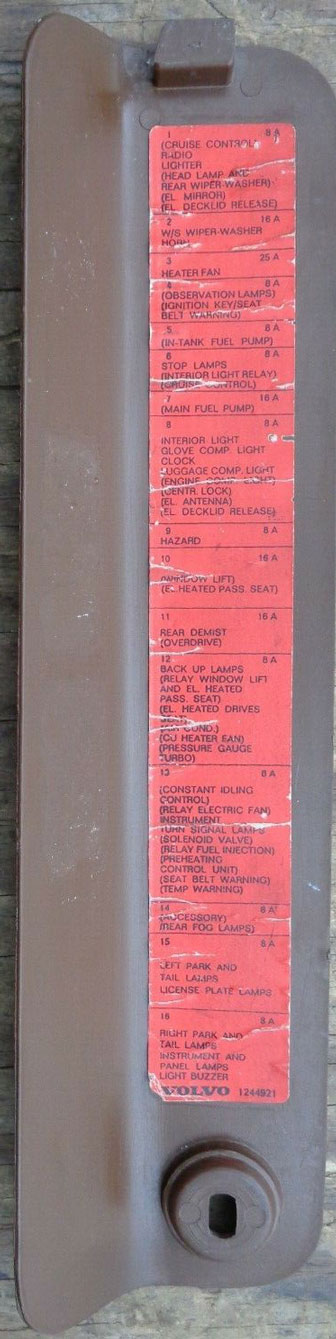 1 8 A
(CRUISE CONTROL)
RADIO
LIGHTER
(HEAD LAMP AND
REAR WIPER-WASHER)
(EL. MIRROR)
(EL DECKLID RELEASE)
2 16 A
W/S WIPER-WASHER
HORN
3 25 A
HEATER FAN
4 8 A
(OBSERVATION LAMPS)
(IGNITION KEY/SEAT
BELT WARNING)
5 8 A
(IN-TANK FUEL PUMP)
6 8 A
STOP LAMPS
(INTERIOR LIGHT RELAY)
(CRUISE CONTROL)
7 16 A
(MAIN FUEL PUMP)
8 8 A
INTERIOR LIGHT
GLOVE COMP. LIGHT
CLOCK
LUGGAGE COMP. LIGHT
(ENGINE COMP. LIGHT)
(CENTR. LOCK)
(EL. ANTENNA)
(EL. DECKLID RELEASE)
9 8 A
HAZARD
10 16 A
(WINDOW LIFT)
(EL. HEATED PASS. SEAT)
11 16 A
REAR DEMIST
(OVERDRIVE)
12 8 A
BACK UP LAMPS
(RELAY WINDOW LIFT
AND EL. HEATED
PASS. SEAT)
(EL. HEATED DRIVES
SEAT)
(AIR COND.)
(CU HEATER FAN)
(PRESSURE GAUGE
TURBO)
13 8 A
(CONSTANT IDLING
CONTROL)
(RELAY ELECTRIC FAN)
INSTRUMENT
TURN SIGNAL LAMPS
(SOLENOID VALVE)
(RELAY FUEL INJECTION)
(PREHEATING
CONTROL UNIT)
(SEAT BELT WARNING)
(TEMP WARNING)
14 8 A
(ACCESSORY)
(REAR FOG LAMPS)
15 8 A
LEFT PARK AND
TAIL LAMPS
LICENSE PLATE LAMPS
16 8 A
RIGHT PARK AND
TAIL LAMPS
INSTRUMENT AND
PANEL LAMPS
LIGHT BUZZER
VOLVO 1244921